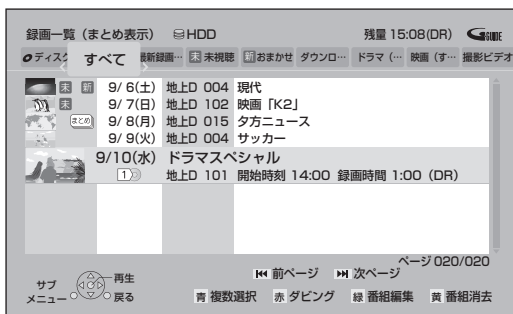 録画一覧（まとめ表示） HDD 残量 15:08(DR) G-GUIDE
ディスク すべて 最新録画… 未 未視聴 新 おまかせ ダウンロ… ドラマ（… 映画（す… 撮影ビデオ
未 新 9/ 6(土) 地上D 004 現代
未 9/ 7(日) 地上D 102 映画「K2」
まとめ 9/ 8(月) 地上D 015 夕方ニュース
9/ 9(火) 地上D 004 サッカー
9/10(水) ドラマスペシャル
1 地上D 101 開始時刻 14:00 録画時間 1:00（DR）
ページ 020/020
前ページ 次ページ
サブメニュー 再生 戻る
青 複数選択 赤 ダビング 緑 番組編集 黄 番組消去